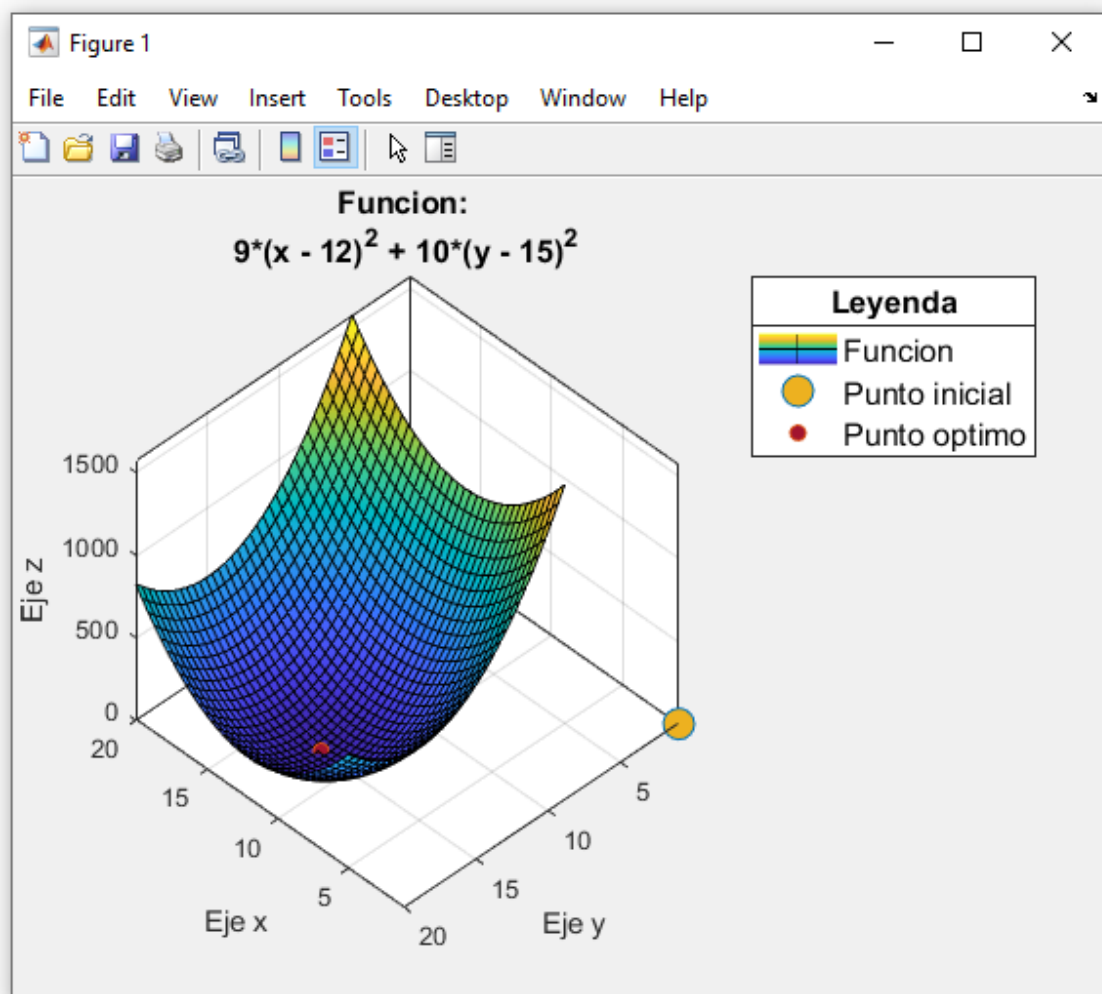 Figure 1
File Edit View Insert Tools Desktop Window Help
Funcion:
9*(x - 12)^2 + 10*(y - 15)^2
Leyenda
Funcion
Punto inicial
Punto optimo
1500
1000
500
0
Eje z
20
15
10
5
Eje x
5
10
15
20
Eje y